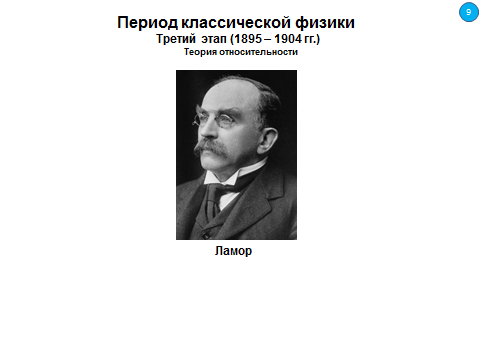 9
Период классической физики
Третий этап (1895 – 1904 гг.)
Теория относительности
Ламор